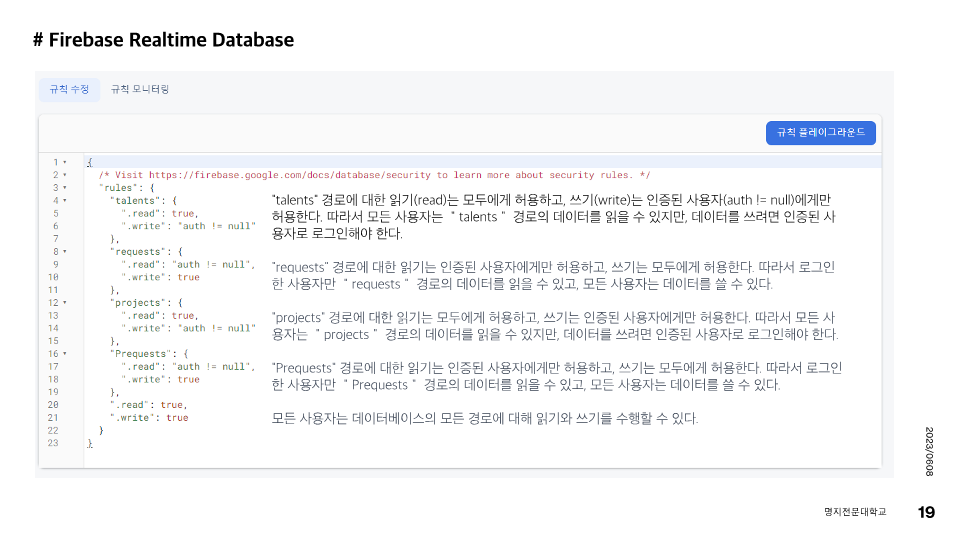 # Firebase Realtime Database
규칙 수정 규칙 모니터링
규칙 플레이그라운드
1 {
2 /* Visit https://firebase.google.com/docs/database/security to learn more about security rules. */
3 "rules": {
4 "talents": {
5 ".read": true,
6 ".write": "auth != null"
7 },
8 "requests": {
9 ".read": "auth != null",
10 ".write": true
11 },
12 "projects": {
13 ".read": true,
14 ".write": "auth != null"
15 },
16 "Prequests": {
17 ".read": "auth != null",
18 ".write": true
19 },
20 ".read": true,
21 ".write": true
22 }
23 }
"talents" 경로에 대한 읽기(read)는 모두에게 허용하고, 쓰기(write)는 인증된 사용자(auth != null)에게만
허용한다. 따라서 모든 사용자는 " talents " 경로의 데이터를 읽을 수 있지만, 데이터를 쓰려면 인증된 사
용자로 로그인해야 한다.
"requests" 경로에 대한 읽기는 인증된 사용자에게만 허용하고, 쓰기는 모두에게 허용한다. 따라서 로그인
한 사용자만 " requests " 경로의 데이터를 읽을 수 있고, 모든 사용자는 데이터를 쓸 수 있다.
"projects" 경로에 대한 읽기는 모두에게 허용하고, 쓰기는 인증된 사용자에게만 허용한다. 따라서 모든 사
용자는 " projects " 경로의 데이터를 읽을 수 있지만, 데이터를 쓰려면 인증된 사용자로 로그인해야 한다.
"Prequests" 경로에 대한 읽기는 인증된 사용자에게만 허용하고, 쓰기는 모두에게 허용한다. 따라서 로그인
한 사용자만 " Prequests " 경로의 데이터를 읽을 수 있고, 모든 사용자는 데이터를 쓸 수 있다.
모든 사용자는 데이터베이스의 모든 경로에 대해 읽기와 쓰기를 수행할 수 있다.
2023/0608
명지전문대학교 19